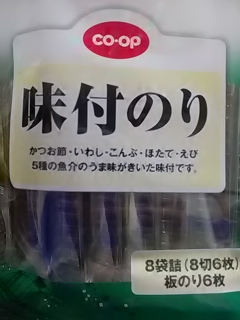 co-op
味付のり
かつお節・いわし・こんぶ・ほたて・えび
5種の魚介のうま味がきいた味付です。
8袋詰(8切6枚)
板のり6枚